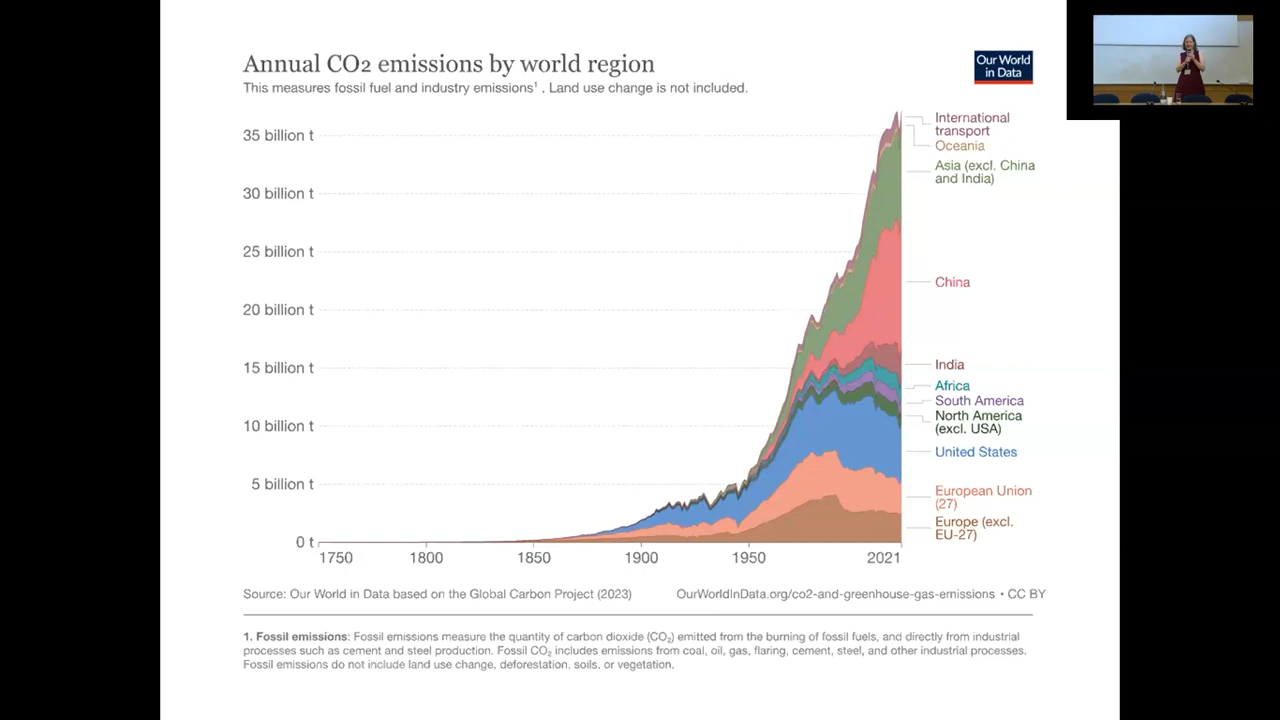 Annual CO2 emissions by world region
This measures fossil fuel and industry emissions¹ . Land use change is not included.
Our World
in Data
35 billion t
30 billion t
25 billion t
20 billion t
15 billion t
10 billion t
5 billion t
0 t
1750
1800
1850
1900
1950
2021
International
transport
Oceania
Asia (excl. China
and India)
China
India
Africa
South America
North America
(excl. USA)
United States
European Union
(27)
Europe (excl.
EU-27)
Source: Our World in Data based on the Global Carbon Project (2023)
OurWorldInData.org/co2-and-greenhouse-gas-emissions • CC BY
1. Fossil emissions: Fossil emissions measure the quantity of carbon dioxide (CO₂) emitted from the burning of fossil fuels, and directly from industrial
processes such as cement and steel production. Fossil CO₂ includes emissions from coal, oil, gas, flaring, cement, steel, and other industrial processes.
Fossil emissions do not include land use change, deforestation, soils, or vegetation.